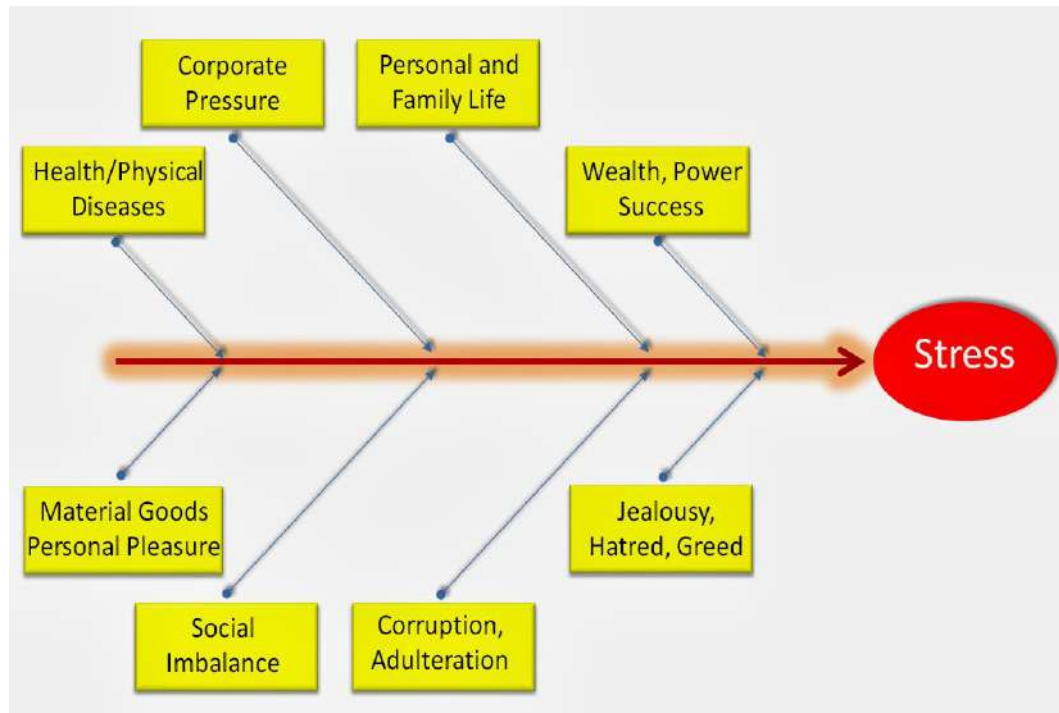 Corporate
Pressure
Personal and
Family Life
Health/Physical
Diseases
Wealth, Power
Success
Stress
Material Goods
Personal Pleasure
Jealousy,
Hatred, Greed
Social
Imbalance
Corruption,
Adulteration